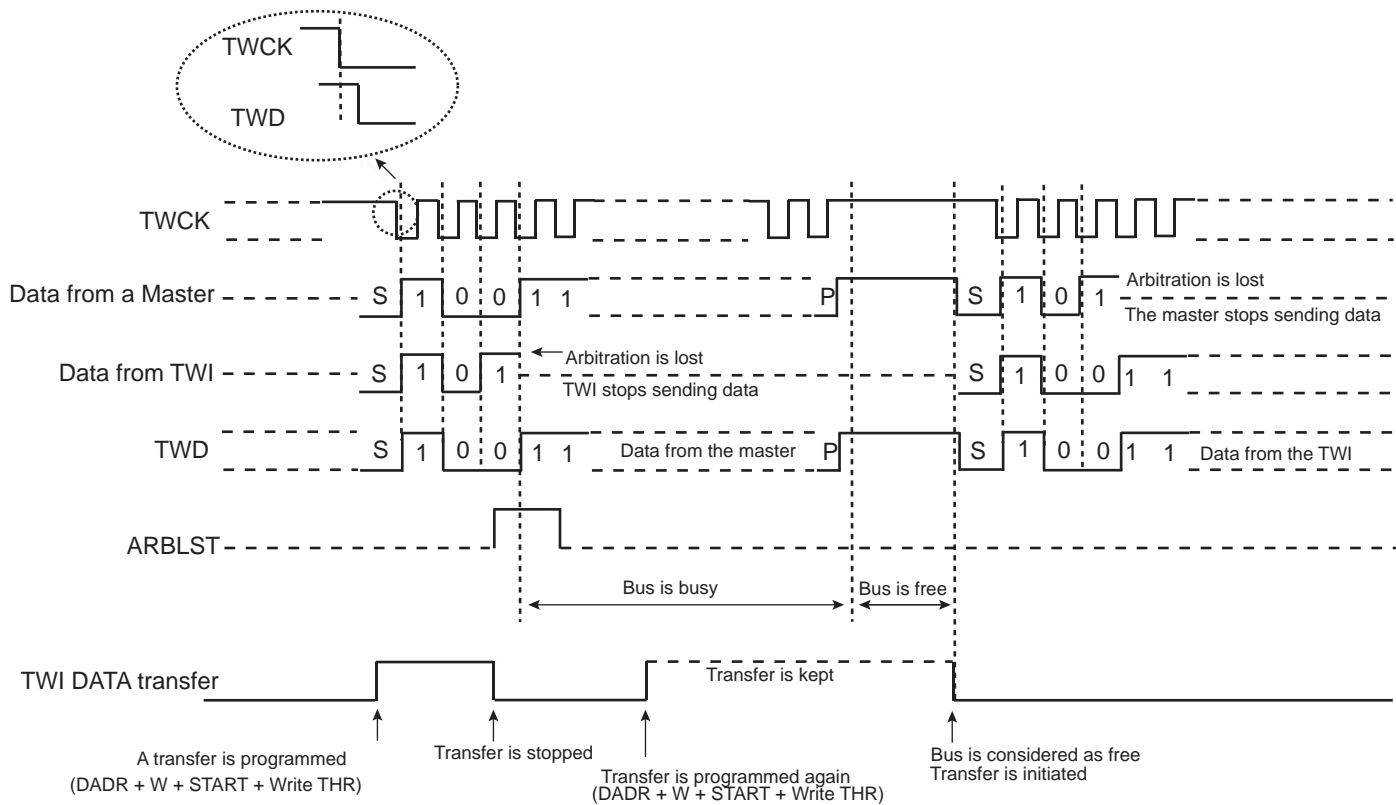 TWCK
TWD
TWCK
Data from a Master S 1 0 0 1 1 P S 1 0 1 Arbitration is lost
The master stops sending data
Data from TWI S 1 0 1 Arbitration is lost S 1 0 0 1 1
TWI stops sending data
TWD S 1 0 0 1 1 Data from the master P S 1 0 0 1 1 Data from the TWI
ARBLST
Bus is busy Bus is free
TWI DATA transfer Transfer is kept
A transfer is programmed
(DADR + W + START + Write THR)
Transfer is stopped
Transfer is programmed again
(DADR + W + START + Write THR)
Bus is considered as free
Transfer is initiated